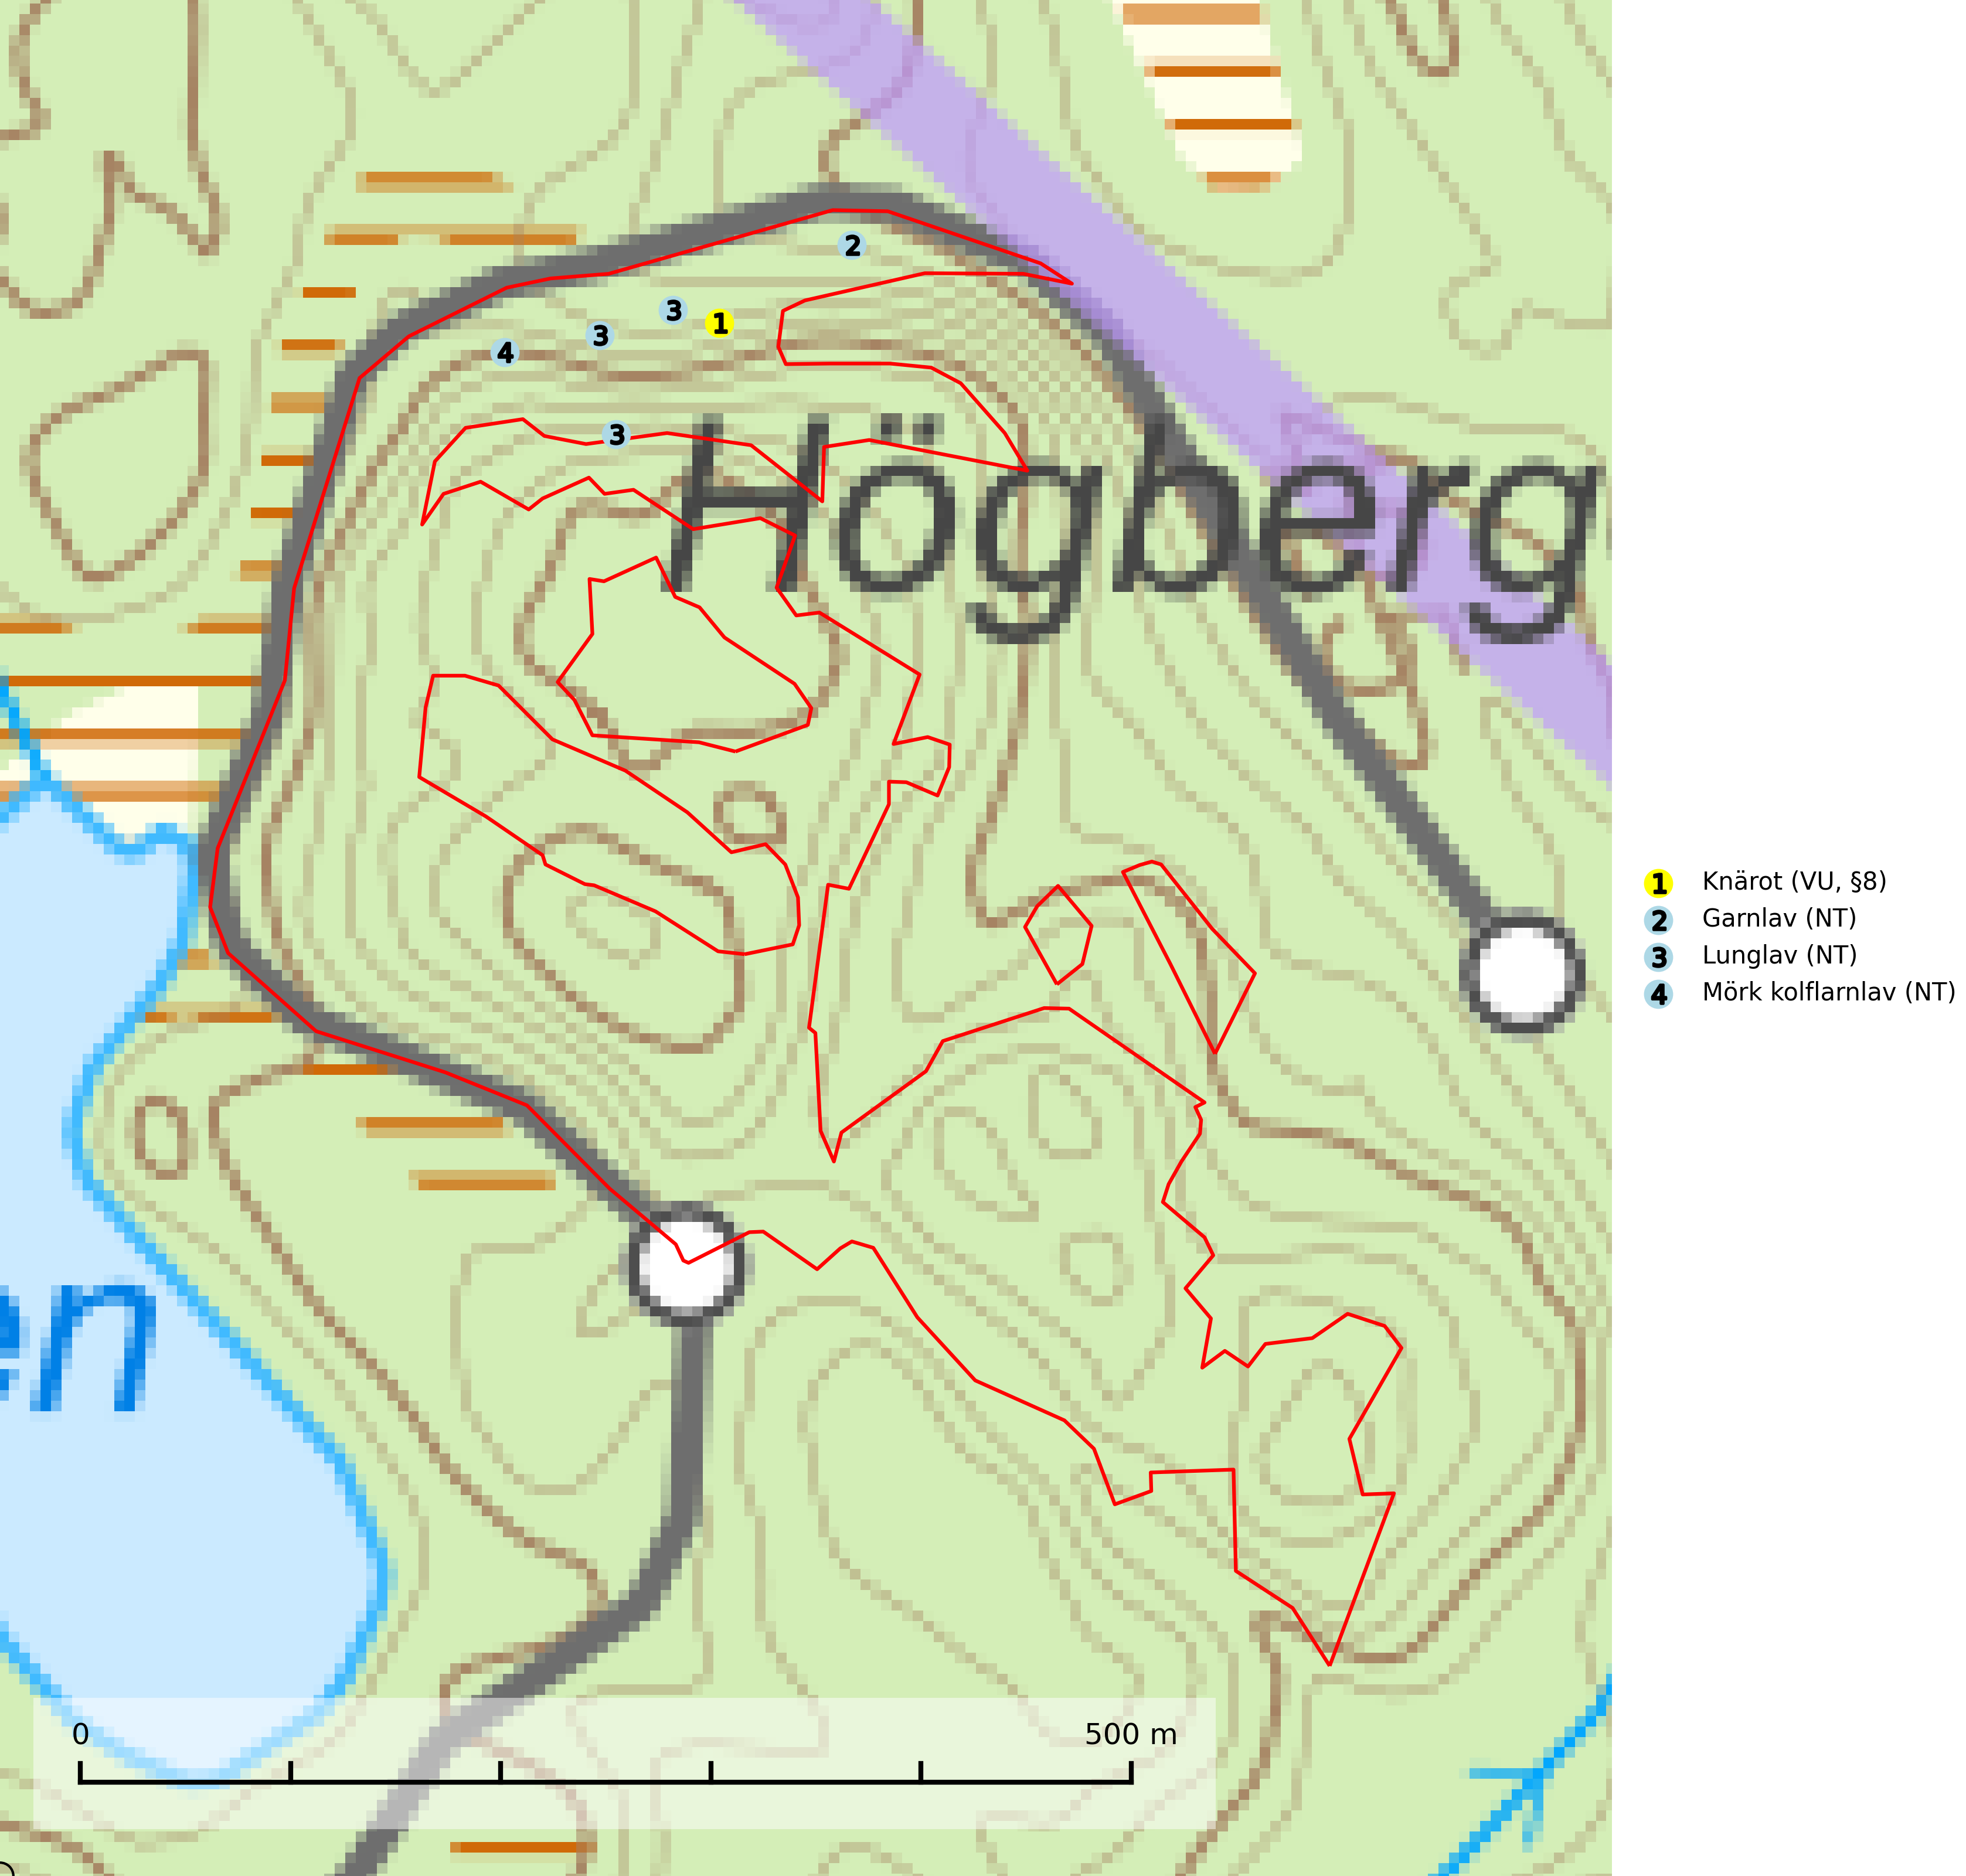 2
3
1
3
4
3
Högberg
1 Knärot (VU, §8)
2 Garnlav (NT)
3 Lunglav (NT)
4 Mörk kolflarnlav (NT)
en
0 500 m